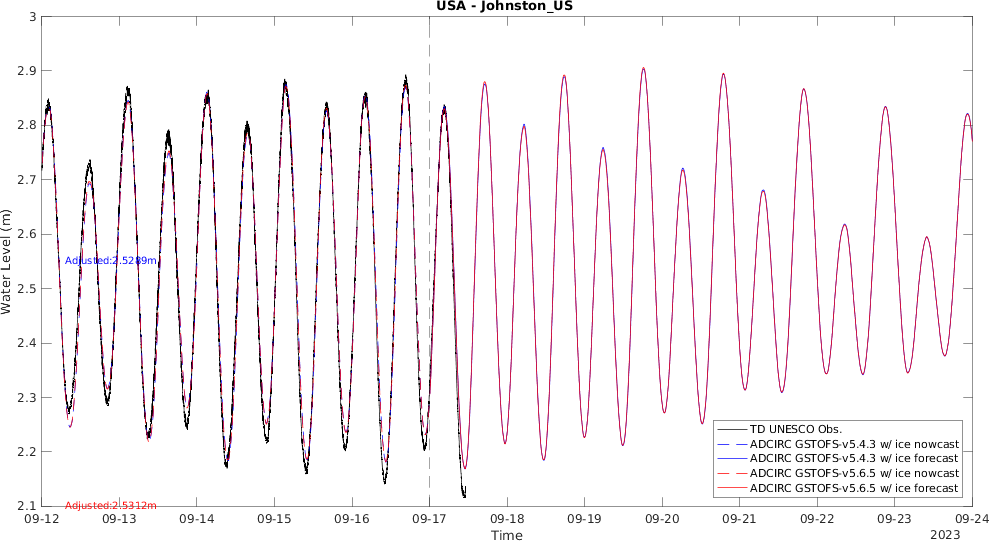 USA - Johnston_US
3
2.9
2.8
2.7
2.6
2.5
2.4
2.3
2.2
2.1
Water Level (m)
Adjusted:2.5289m
Adjusted:2.5312m
TD UNESCO Obs.
ADCIRC GSTOFS-v5.4.3 w/ ice nowcast
ADCIRC GSTOFS-v5.4.3 w/ ice forecast
ADCIRC GSTOFS-v5.6.5 w/ ice nowcast
ADCIRC GSTOFS-v5.6.5 w/ ice forecast
09-12 09-13 09-14 09-15 09-16 09-17 09-18 09-19 09-20 09-21 09-22 09-23 09-24
Time
2023